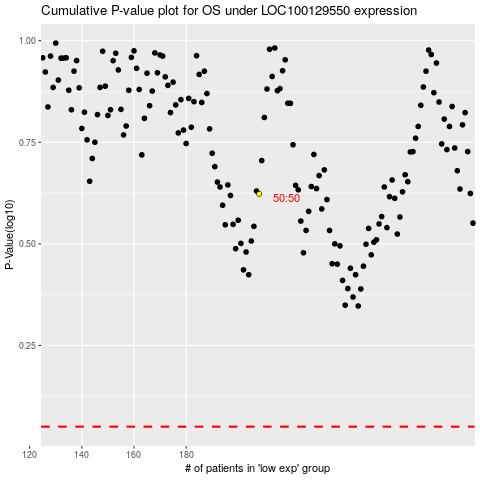 Cumulative P-value plot for OS under LOC100129550 expression
P-Value(log10)
1.00
0.75
0.50
0.25
50:50
120 140 160 180
# of patients in 'low exp' group